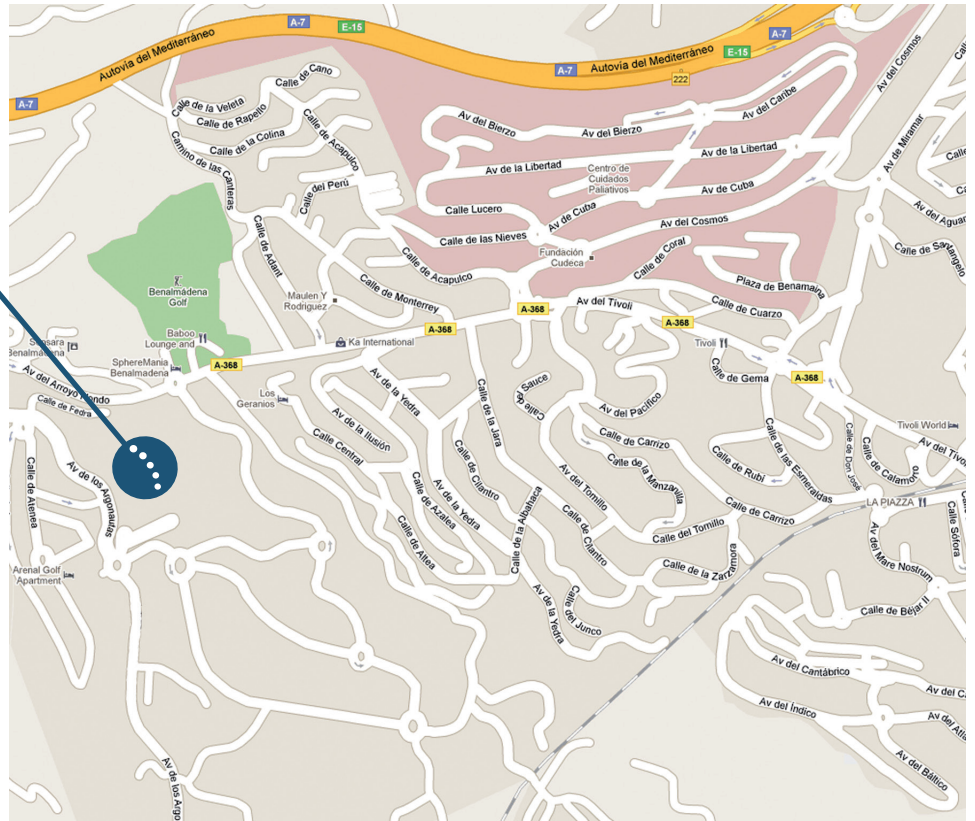 A-7
E-15
Autovía del Mediterráneo
A-7
A-7
E-15
A-7
Autovía del Mediterráneo
222
Av del Cosmos
Calle de Cano
Calle de la Veleta
Calle de Rapello
Calle de la Colina
Calle de Acapulco
Camino de las Canteras
Av del Bierzo
Av del Bierzo
Av del Caribe
Av de la Libertad
Av de la Libertad
Av de Miramar
Calle
Centro de
Cuidados
Paliativos
Calle del Perú
Av de Cuba
Av de Cuba
Calle Lucero
Av del Cosmos
Av del Aguar
Calle de las Nieves
Calle de Adant
Fundación
Cudeca
Calle de Coral
Calle de Santangelo
Calle de Acapulco
Plaza de Benamaina
Benalmádena
Golf
Maulen Y
Rodriguez
Calle de Monterrey
Av del Tivoli
Calle de Cuarzo
A-368
A-368
A-368
Baboo
Lounge and
Ka International
Tivoli
Benalmadena
SphereMania
Benalmadena
A-368
A-368
Calle de Gema
Av del Arroyo Hondo
Calle de Fedra
Los
Geranios
Av de la Yedra
Calle del Sauce
Av del Pacifico
Av de la Ilusión
Calle de la Jara
Calle Central
Calle de Carrizo
Tivoli World
Av del Tivoli
Calle de Don José
Calle de Calamoro
Calle de las Esmeraldas
Calle de Rubí
Calle de la Manzanilla
Calle de Atenea
Av de los Argonautas
Calle de Cilantro
Av del Tomillo
Calle de Azalea
Av de la Yedra
Calle de la Albahaca
Calle de Carrizo
LA PIAZZA
Calle Sófora
Calle del Tomillo
Calle de Cilantro
Calle de Altea
Calle de la Zarzamora
Av del Mare Nostrum
Arenal Golf
Apartment
Av de la Yedra
Calle del Junco
Calle de Béjar II
Av del Cantábrico
Av del Índico
Av del C
Av del Atla
Av del Báltico
Av de los Argo